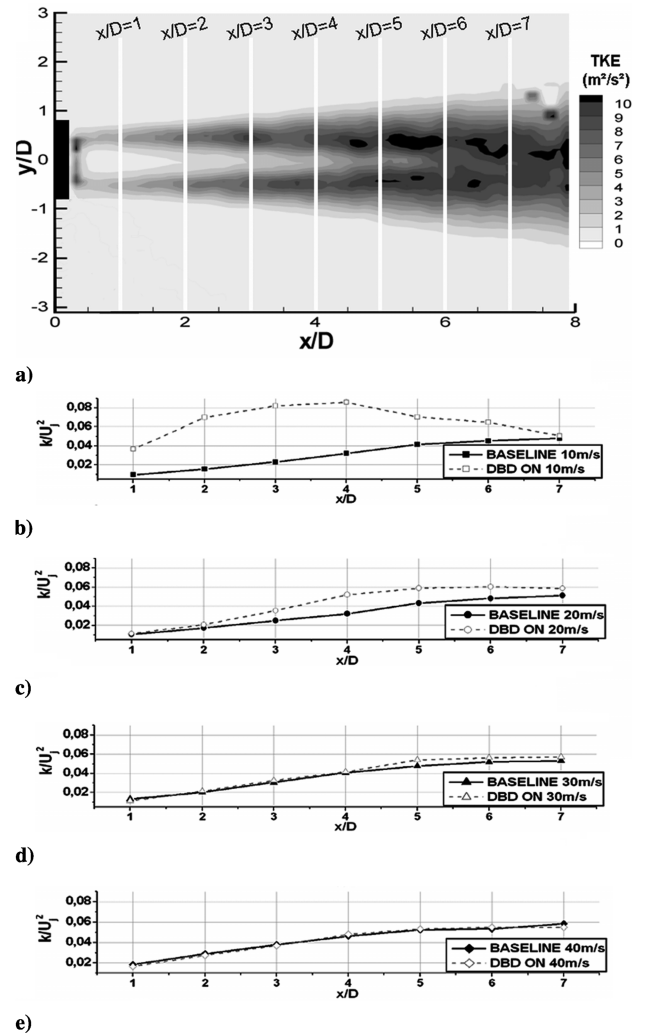 x/D=1 x/D=2 x/D=3 x/D=4 x/D=5 x/D=6 x/D=7
TKE
(m²/s²)
10
9
8
7
6
5
4
3
2
1
0
3
2
1
0
-1
-2
-3
y/D
0 2 4 6 8
x/D
a)
0,08
0,06
0,04
0,02
k/U²j
BASELINE 10m/s
DBD ON 10m/s
1 2 3 4 5 6 7
x/D
b)
0,08
0,06
0,04
0,02
k/U²j
BASELINE 20m/s
DBD ON 20m/s
1 2 3 4 5 6 7
x/D
c)
0,08
0,06
0,04
0,02
k/U²j
BASELINE 30m/s
DBD ON 30m/s
1 2 3 4 5 6 7
x/D
d)
0,08
0,06
0,04
0,02
k/U²j
BASELINE 40m/s
DBD ON 40m/s
1 2 3 4 5 6 7
x/D
e)